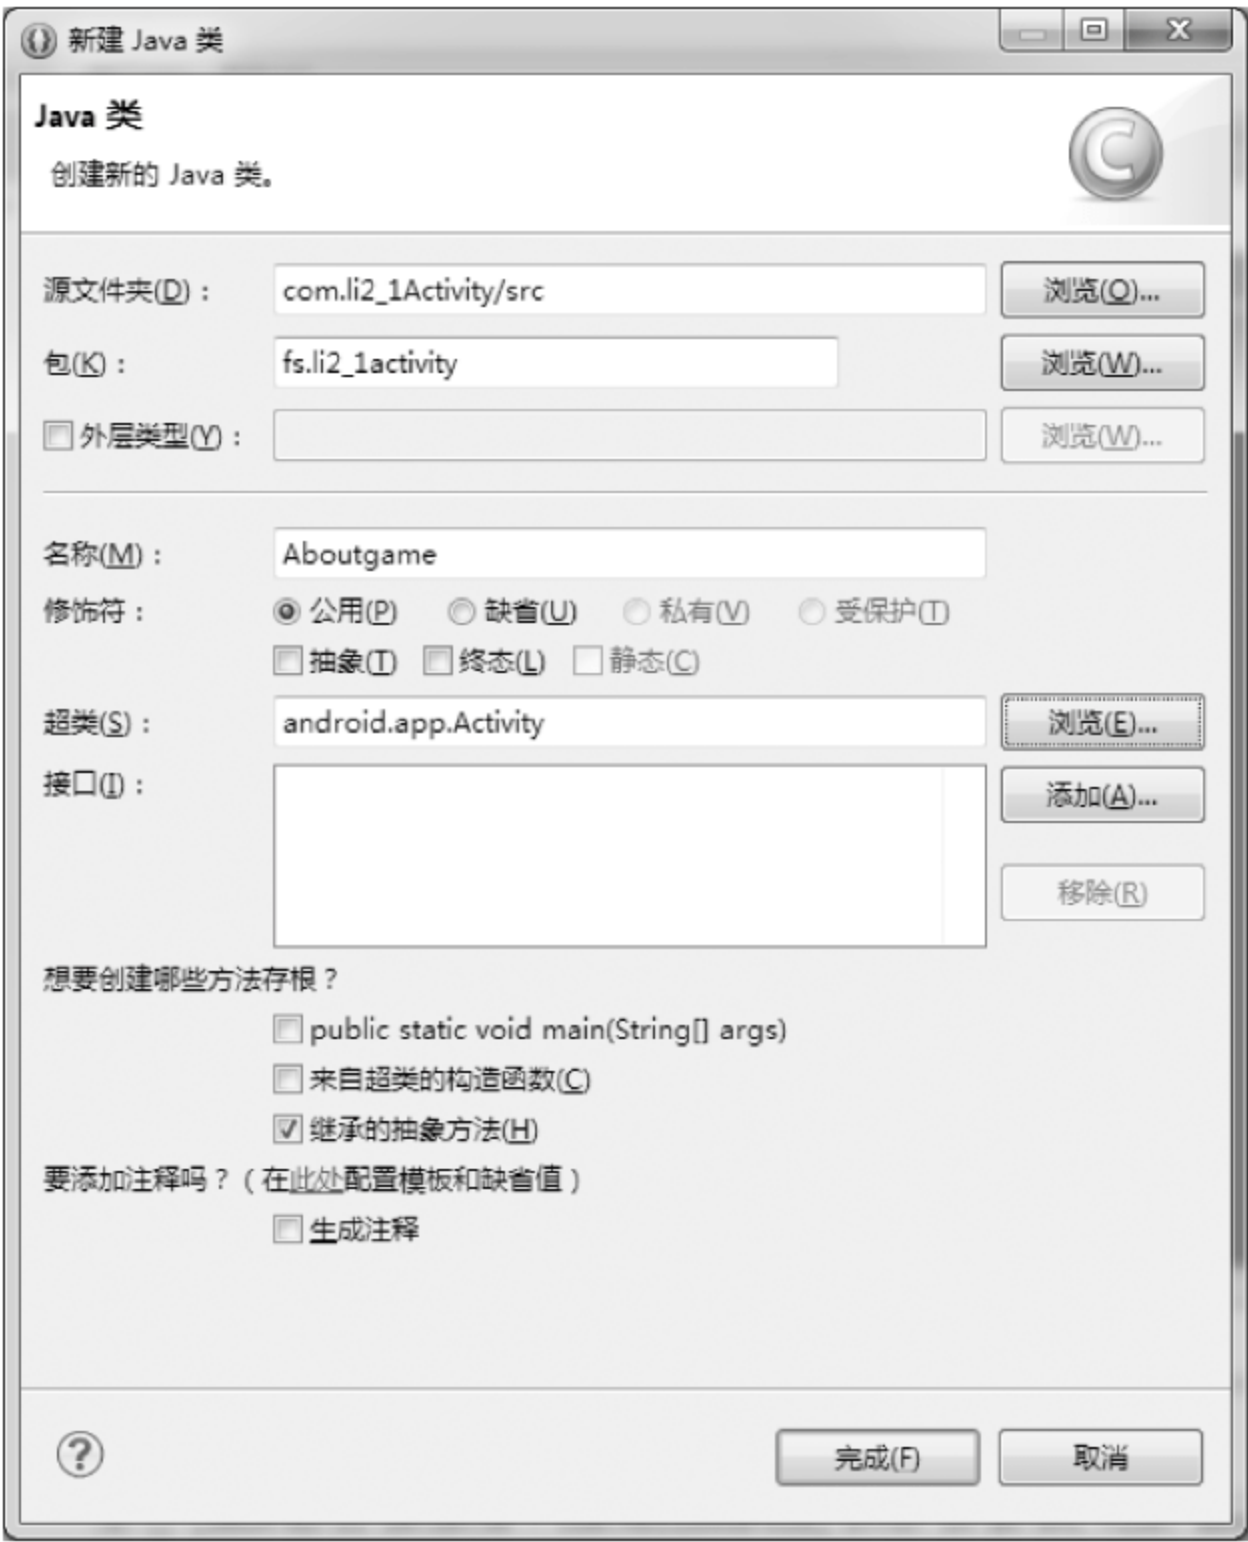 新建 Java 类
Java 类
创建新的 Java 类。
源文件夹(D)： com.li2_1Activity/src 浏览(O)...
包(K)： fs.li2_1activity 浏览(W)...
外层类型(Y)： 浏览(W)...
名称(M)： Aboutgame
修饰符： 公用(P) 缺省(U) 私有(V) 受保护(T)
抽象(T) 终态(L) 静态(C)
超类(S)： android.app.Activity 浏览(E)...
接口(I)： 添加(A)...
移除(R)
想要创建哪些方法存根？
public static void main(String[] args)
来自超类的构造函数(C)
继承的抽象方法(H)
要添加注释吗？（在此处配置模板和缺省值）
生成注释
完成(F) 取消